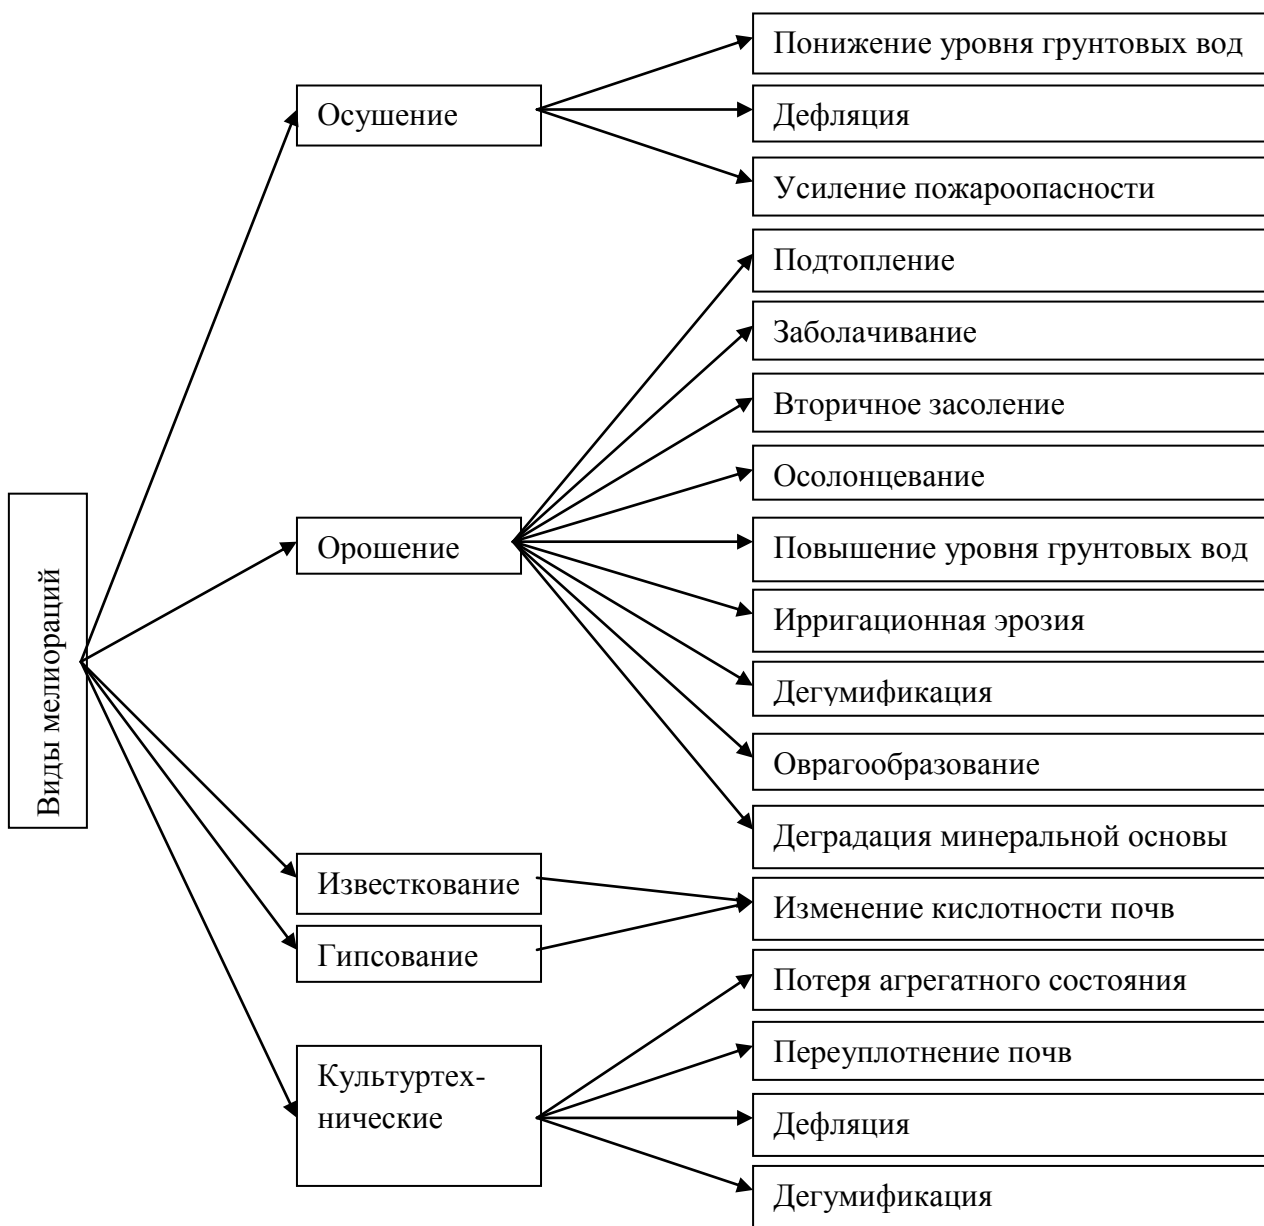 Виды мелиораций
Осушение
Понижение уровня грунтовых вод
Дефляция
Усиление пожароопасности
Орошение
Подтопление
Заболачивание
Вторичное засоление
Осолонцевание
Повышение уровня грунтовых вод
Ирригационная эрозия
Дегумификация
Оврагообразование
Деградация минеральной основы
Известкование
Гипсование
Изменение кислотности почв
Культуртех-
нические
Потеря агрегатного состояния
Переуплотнение почв
Дефляция
Дегумификация